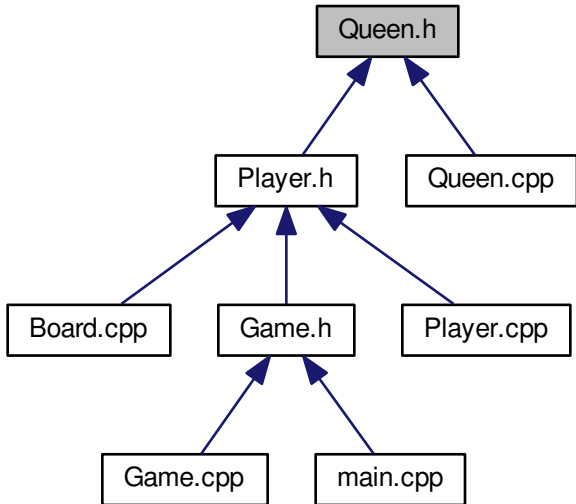 Queen.h
Player.h
Queen.cpp
Board.cpp
Game.h
Player.cpp
Game.cpp
main.cpp